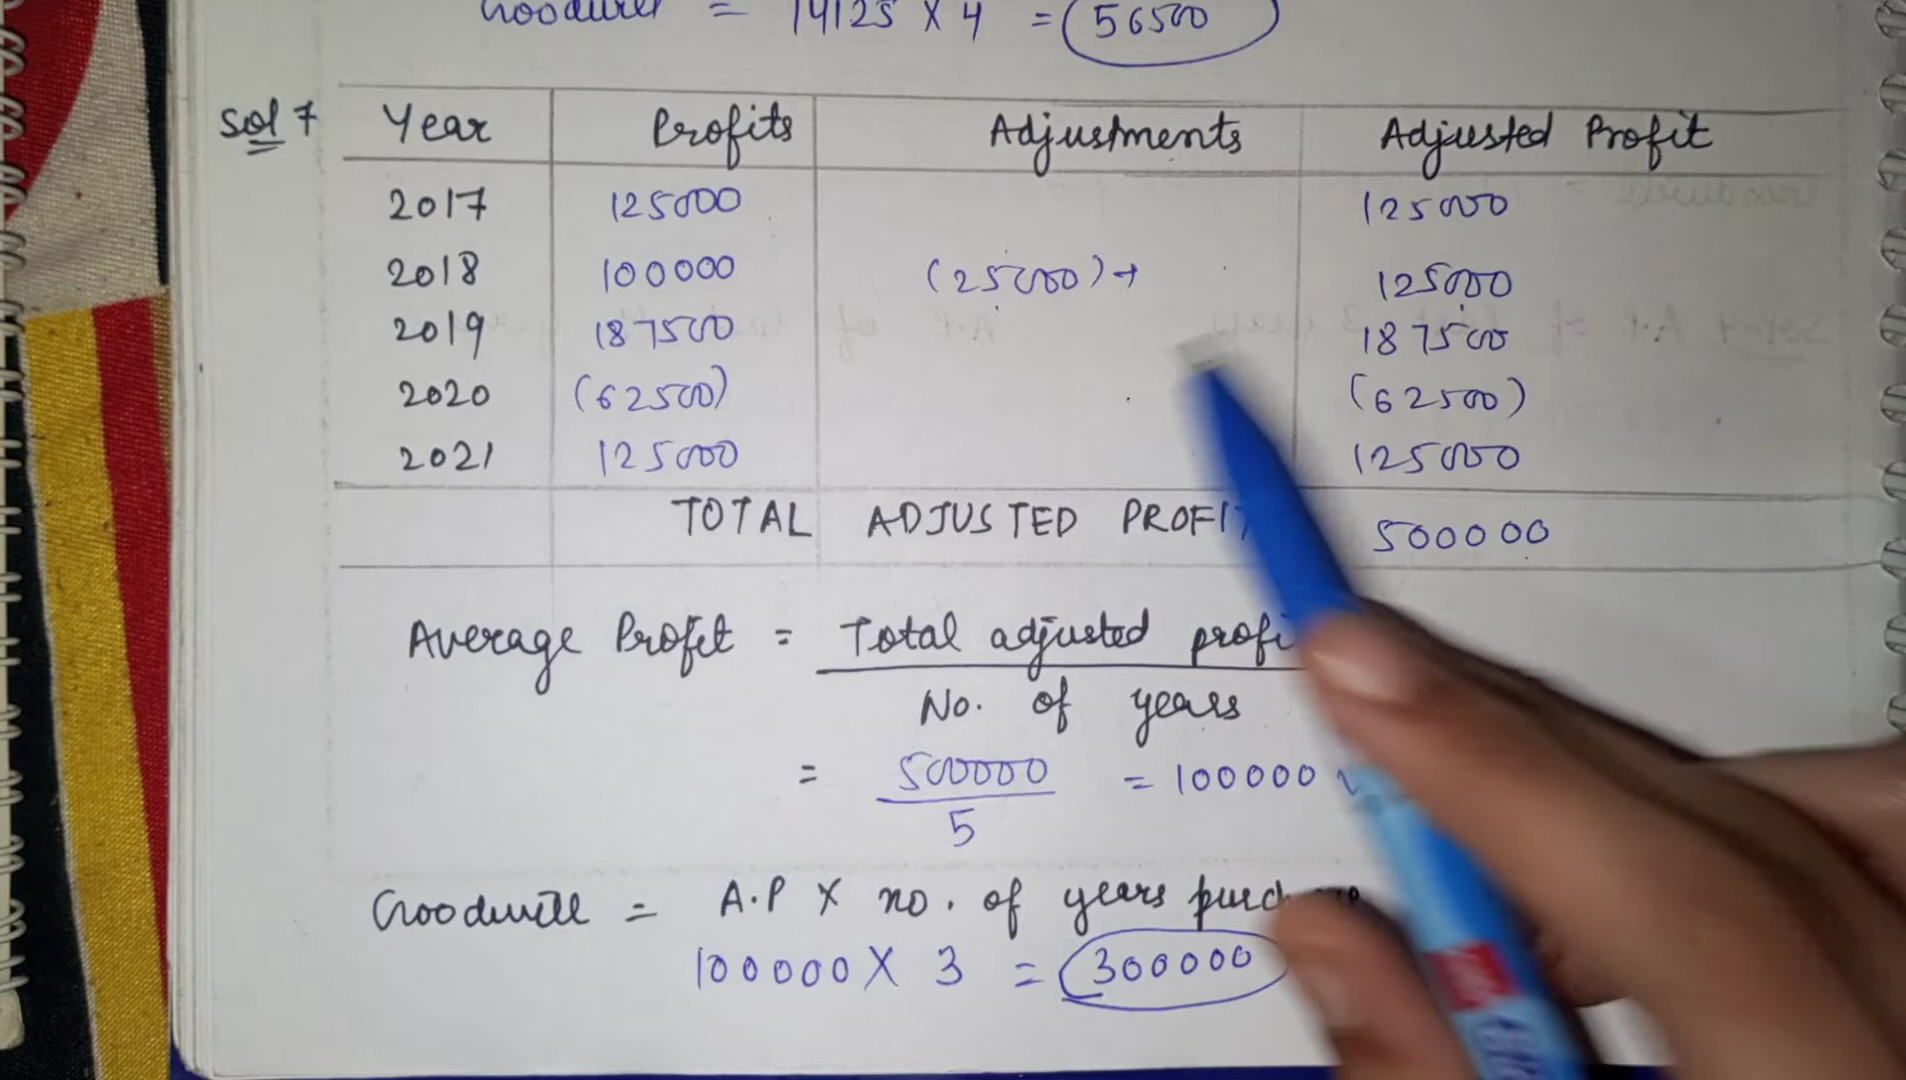 Goodwill = 14125 X 4 = 56500
Sol 7 Year Profits Adjustments Adjusted Profit
2017 125000 125000
2018 100000 (25000)+ 125000
2019 187500 187500
2020 (62500) (62500)
2021 125000 125000
TOTAL ADJUSTED PROFIT 500000
Average Profit = Total adjusted profi
No. of years
= 500000 = 100000
5
Goodwill = A.P X no. of years purch
100000 X 3 = 300000